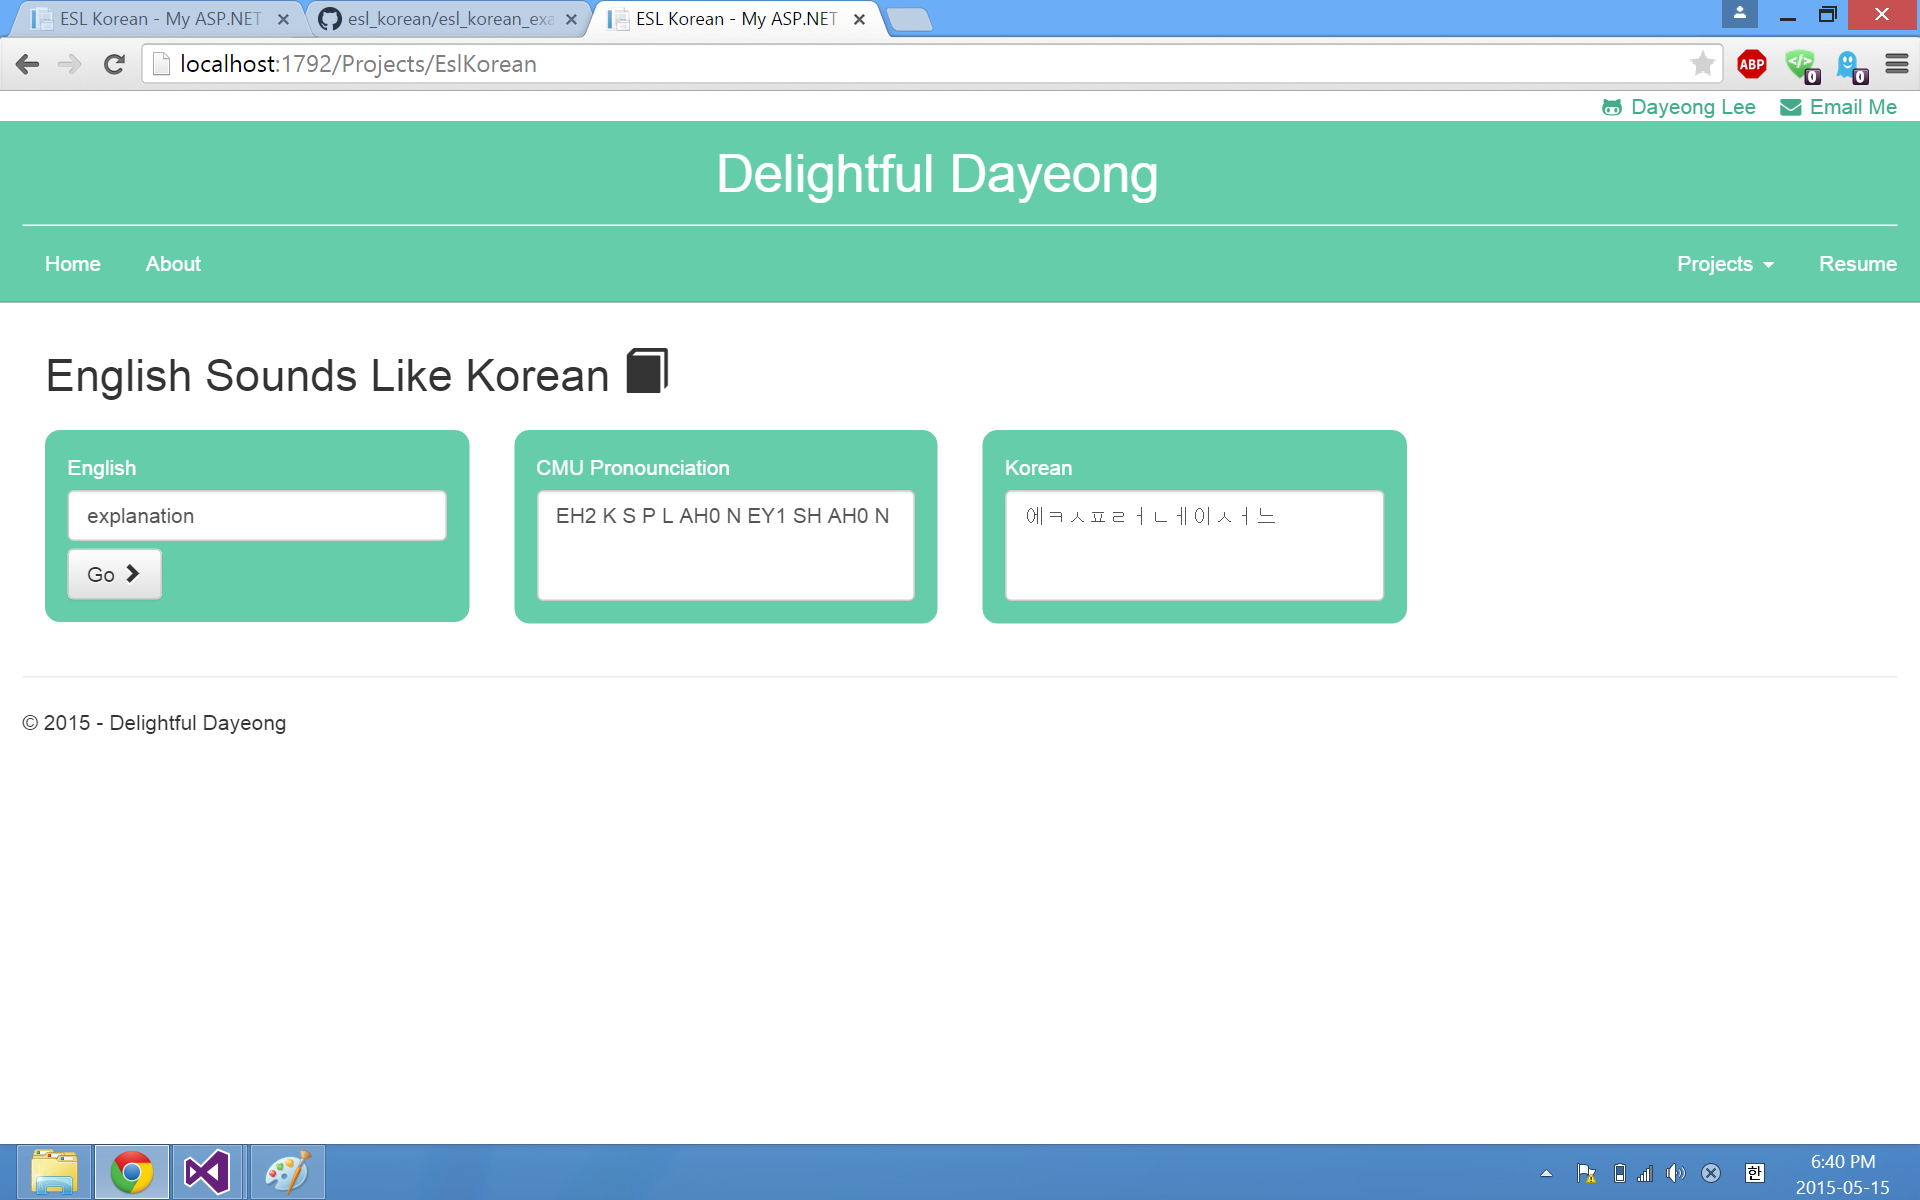 ESL Korean - My ASP.NET
esl_korean/esl_korean_exa
ESL Korean - My ASP.NET
localhost:1792/Projects/EslKorean
ABP
0
0
Dayeong Lee Email Me
Delightful Dayeong
Home About Projects Resume
English Sounds Like Korean
English
explanation
Go
CMU Pronounciation
EH2 K S P L AH0 N EY1 SH AH0 N
Korean
에ㅋㅅㅍㄹㅓㄴㅔ이ㅅㅓ느
© 2015 - Delightful Dayeong
한
6:40 PM
2015-05-15